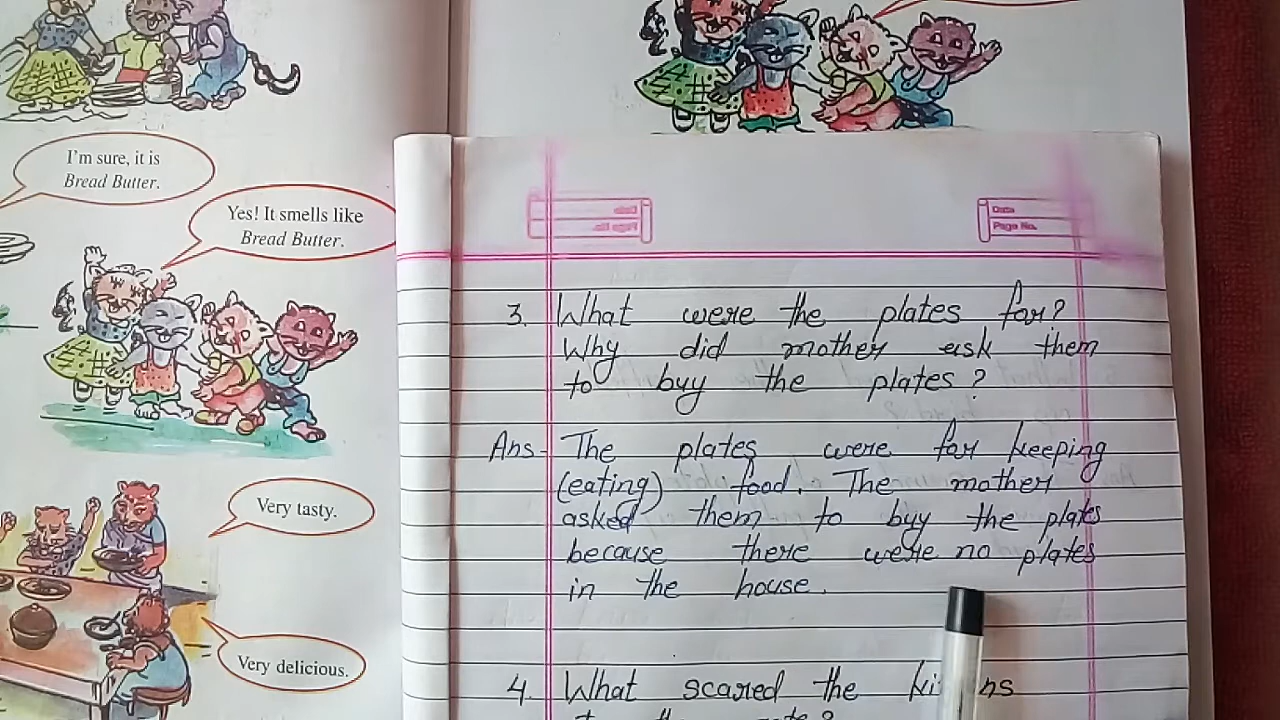 I'm sure, it is
Bread Butter.
Yes! It smells like
Bread Butter.
Very tasty.
Very delicious.
Date
Page No.
3. What were the plates for?
Why did mother ask them
to buy the plates?
Ans- The plates were for keeping
(eating) food. The mother
asked them to buy the plates
because there were no plates
in the house.
4. What scared the